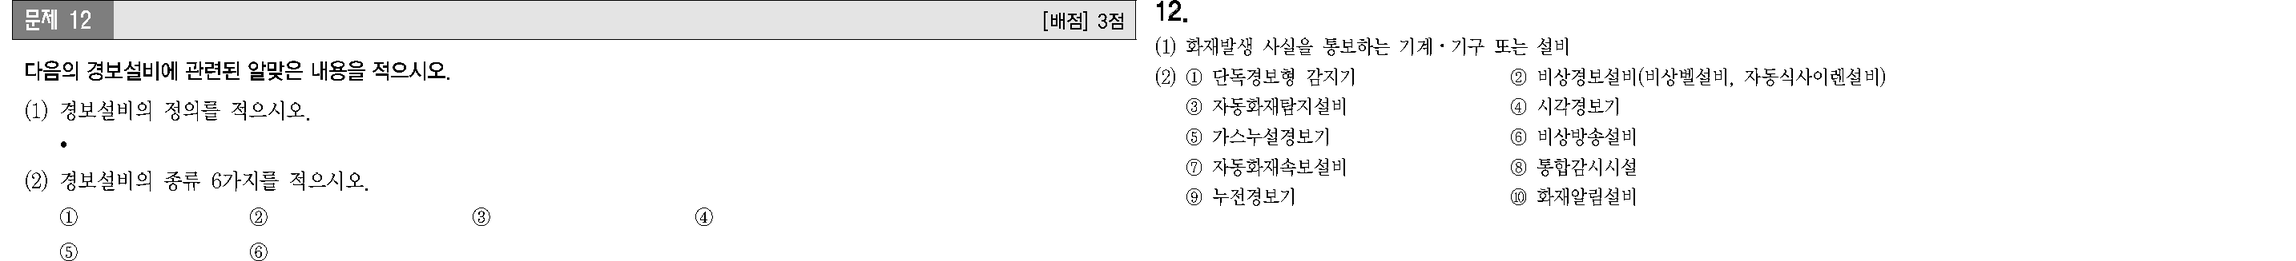 문제 12
[배점] 3점
다음의 경보설비에 관련된 알맞은 내용을 적으시오.
(1) 경보설비의 정의를 적으시오.
•
(2) 경보설비의 종류 6가지를 적으시오.
① ② ③ ④
⑤ ⑥
12.
(1) 화재발생 사실을 통보하는 기계·기구 또는 설비
(2) ① 단독경보형 감지기 ② 비상경보설비(비상벨설비, 자동식사이렌설비)
③ 자동화재탐지설비 ④ 시각경보기
⑤ 가스누설경보기 ⑥ 비상방송설비
⑦ 자동화재속보설비 ⑧ 통합감시시설
⑨ 누전경보기 ⑩ 화재알림설비